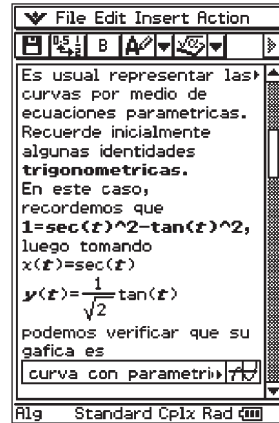 File Edit Insert Action
B
Es usual representar las
curvas por medio de
ecuaciones parametricas.
Recuerde inicialmente
algunas identidades
trigonometricas.
En este caso,
recordemos que
1=sec(t)^2-tan(t)^2,
luego tomando
x(t)=sec(t)
y(t)=1/√2 tan(t)
podemos verificar que su
gafica es
curva con parametri
Alg Standard Cplx Rad